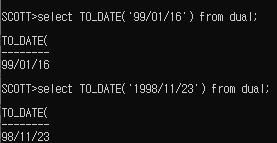 SCOTT>select TO_DATE('99/01/16') from dual;
TO_DATE(
--------
99/01/16
SCOTT>select TO_DATE('1998/11/23') from dual;
TO_DATE(
--------
98/11/23